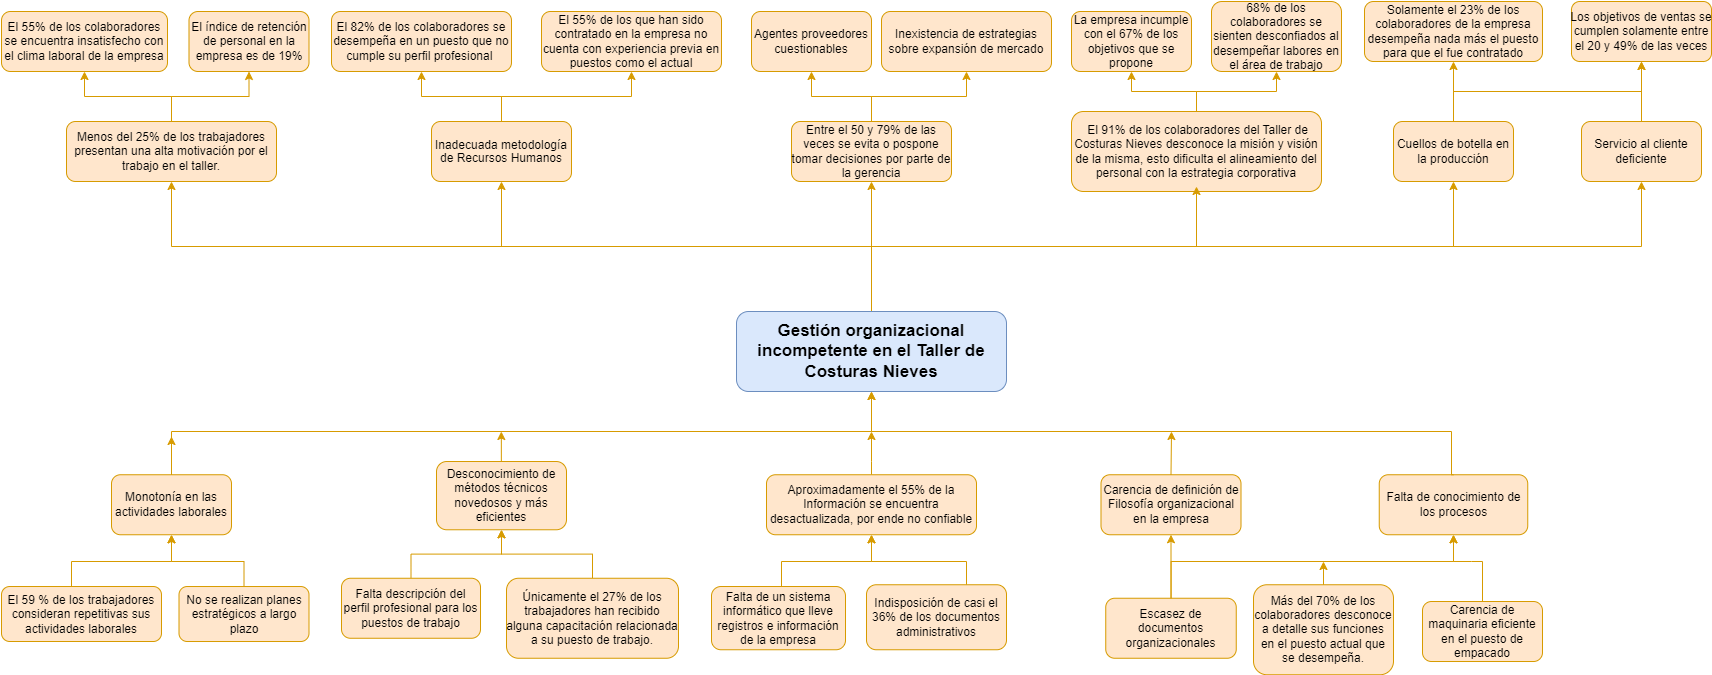 El 55% de los colaboradores
se encuentra insatisfecho con
el clima laboral de la empresa
El índice de retención
de personal en la
empresa es de 19%
El 82% de los colaboradores se
desempeña en un puesto que no
cumple su perfil profesional
El 55% de los que han sido
contratado en la empresa no
cuenta con experiencia previa en
puestos como el actual
Agentes proveedores
cuestionables
Inexistencia de estrategias
sobre expansión de mercado
La empresa incumple
con el 67% de los
objetivos que se
propone
68% de los
colaboradores se
sienten desconfiados al
desempeñar labores en
el área de trabajo
Solamente el 23% de los
colaboradores de la empresa
desempeña nada más el puesto
para que el fue contratado
Los objetivos de ventas se
cumplen solamente entre
el 20 y 49% de las veces
Menos del 25% de los trabajadores
presentan una alta motivación por el
trabajo en el taller.
Inadecuada metodología
de Recursos Humanos
Entre el 50 y 79% de las
veces se evita o pospone
tomar decisiones por parte de
la gerencia
El 91% de los colaboradores del Taller de
Costuras Nieves desconoce la misión y visión
de la misma, esto dificulta el alineamiento del
personal con la estrategia corporativa
Cuellos de botella en
la producción
Servicio al cliente
deficiente
Gestión organizacional
incompetente en el Taller de
Costuras Nieves
Monotonía en las
actividades laborales
Desconocimiento de
métodos técnicos
novedosos y más
eficientes
Aproximadamente el 55% de la
Información se encuentra
desactualizada, por ende no confiable
Carencia de definición de
Filosofía organizacional
en la empresa
Falta de conocimiento de
los procesos
El 59 % de los trabajadores
consideran repetitivas sus
actividades laborales
No se realizan planes
estratégicos a largo
plazo
Falta descripción del
perfil profesional para los
puestos de trabajo
Únicamente el 27% de los
trabajadores han recibido
alguna capacitación relacionada
a su puesto de trabajo.
Falta de un sistema
informático que lleve
registros e información
de la empresa
Indisposición de casi el
36% de los documentos
administrativos
Escasez de
documentos
organizacionales
Más del 70% de los
colaboradores desconoce
a detalle sus funciones
en el puesto actual que
se desempeña.
Carencia de
maquinaria eficiente
en el puesto de
empacado